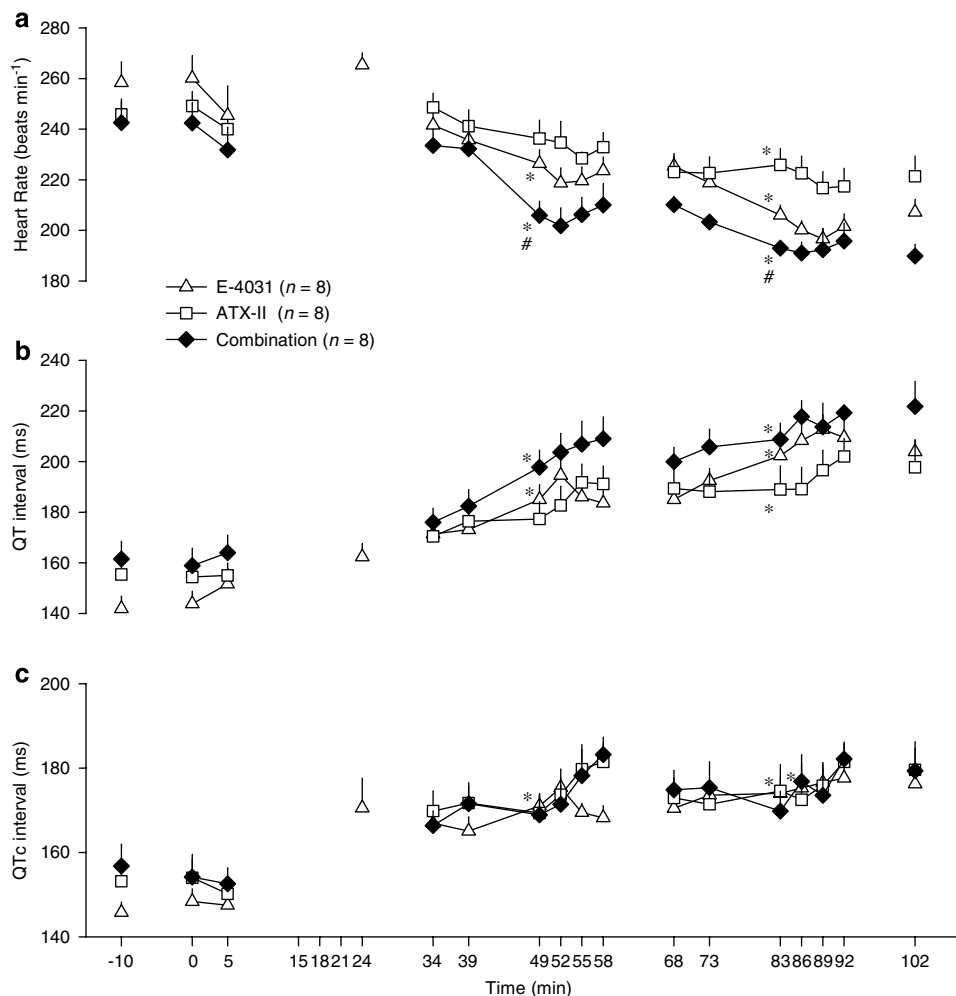 a
280
260
240
220
200
180
Heart Rate (beats min⁻¹)
*
*
#
*
*
*
#
E-4031 (n = 8)
ATX-II (n = 8)
Combination (n = 8)
b
240
220
200
180
160
140
QT interval (ms)
*
*
*
*
*
c
200
180
160
140
QTc interval (ms)
*
*
*
-10 0 5 15 18 21 24 34 39 49 52 55 58 68 73 83 86 89 92 102
Time (min)